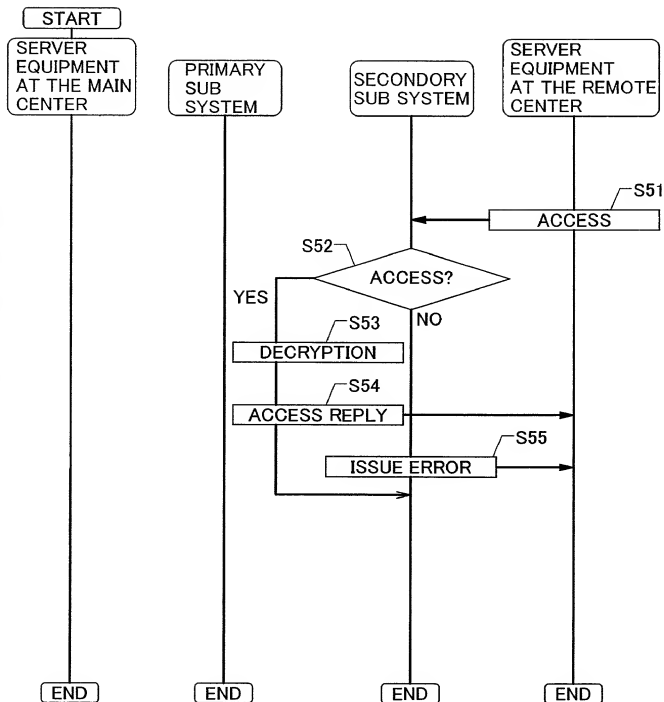 START
SERVER
EQUIPMENT
AT THE MAIN
CENTER
PRIMARY
SUB
SYSTEM
SECONDORY
SUB SYSTEM
SERVER
EQUIPMENT
AT THE REMOTE
CENTER
S51
ACCESS
S52
ACCESS?
YES
NO
S53
DECRYPTION
S54
ACCESS REPLY
S55
ISSUE ERROR
END
END
END
END